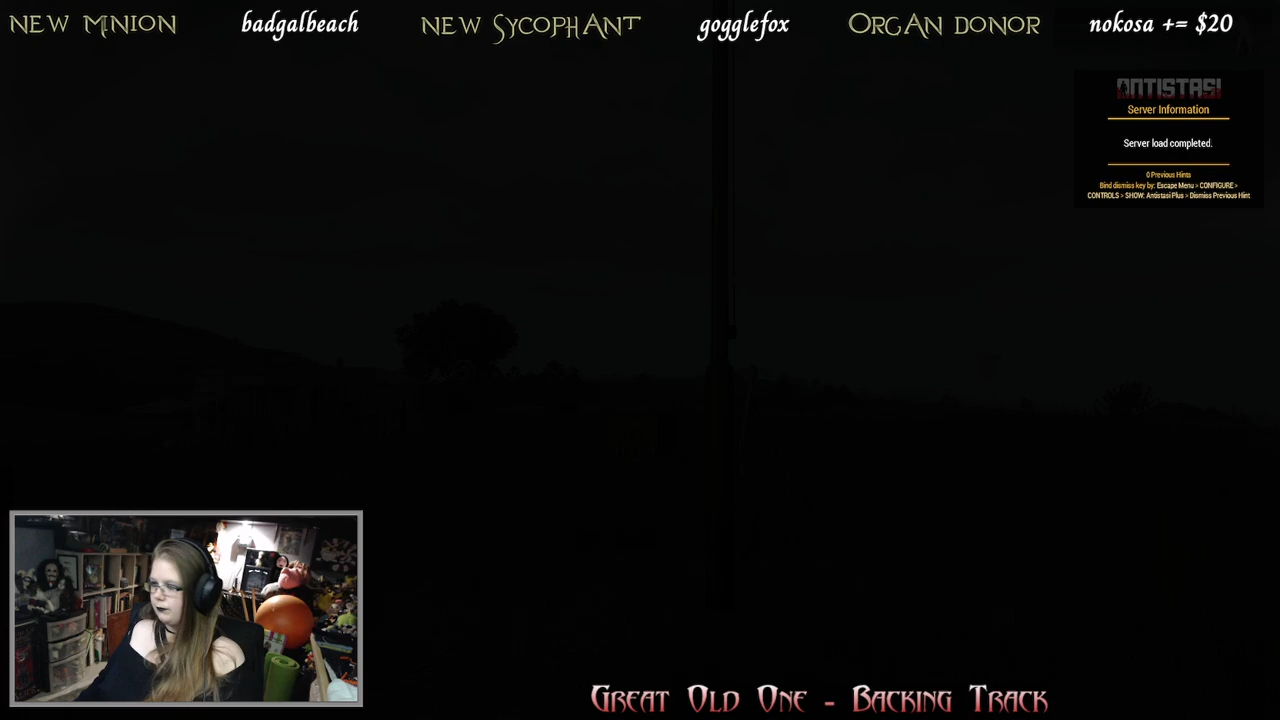 NEW MINION badgalbeach NEW SYCOPHANT gogglefox ORGAN DONOR nokosa += $20
ANTISTASI
Server Information
Server load completed.
0 Previous Hints
Bind dismiss key by: Escape Menu > CONFIGURE >
CONTROLS > SHOW: Antistasi Plus > Dismiss Previous Hint
GREAT OLD ONE - BACKING TRACK